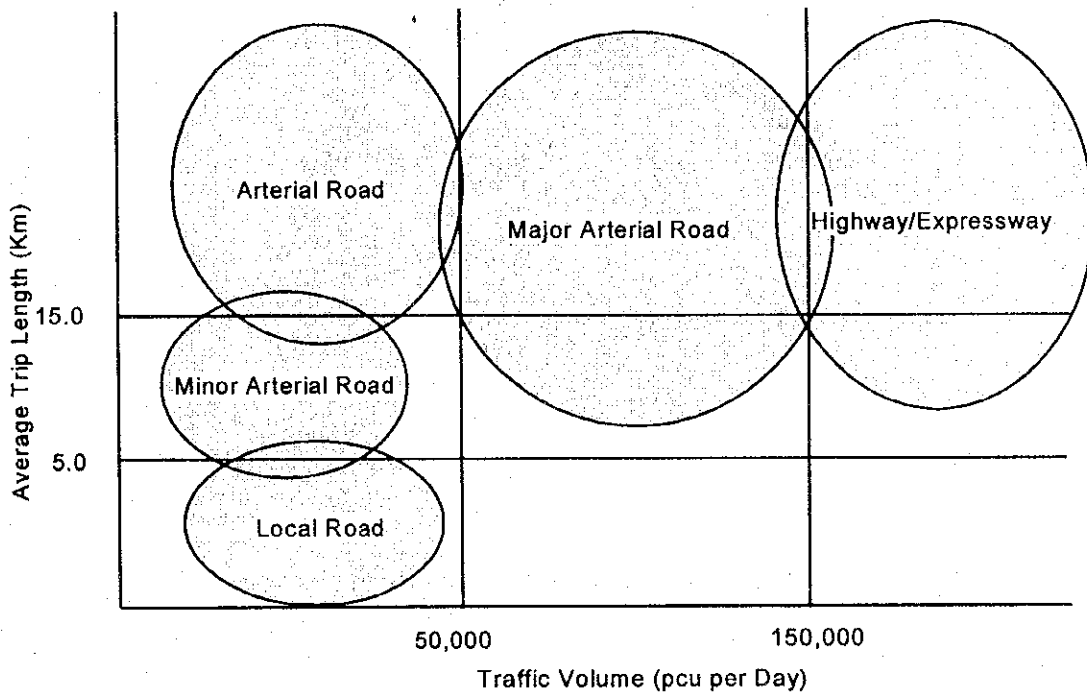 Arterial Road
Major Arterial Road
Highway/Expressway
Minor Arterial Road
Local Road
Average Trip Length (Km)
15.0
5.0
50,000
150,000
Traffic Volume (pcu per Day)